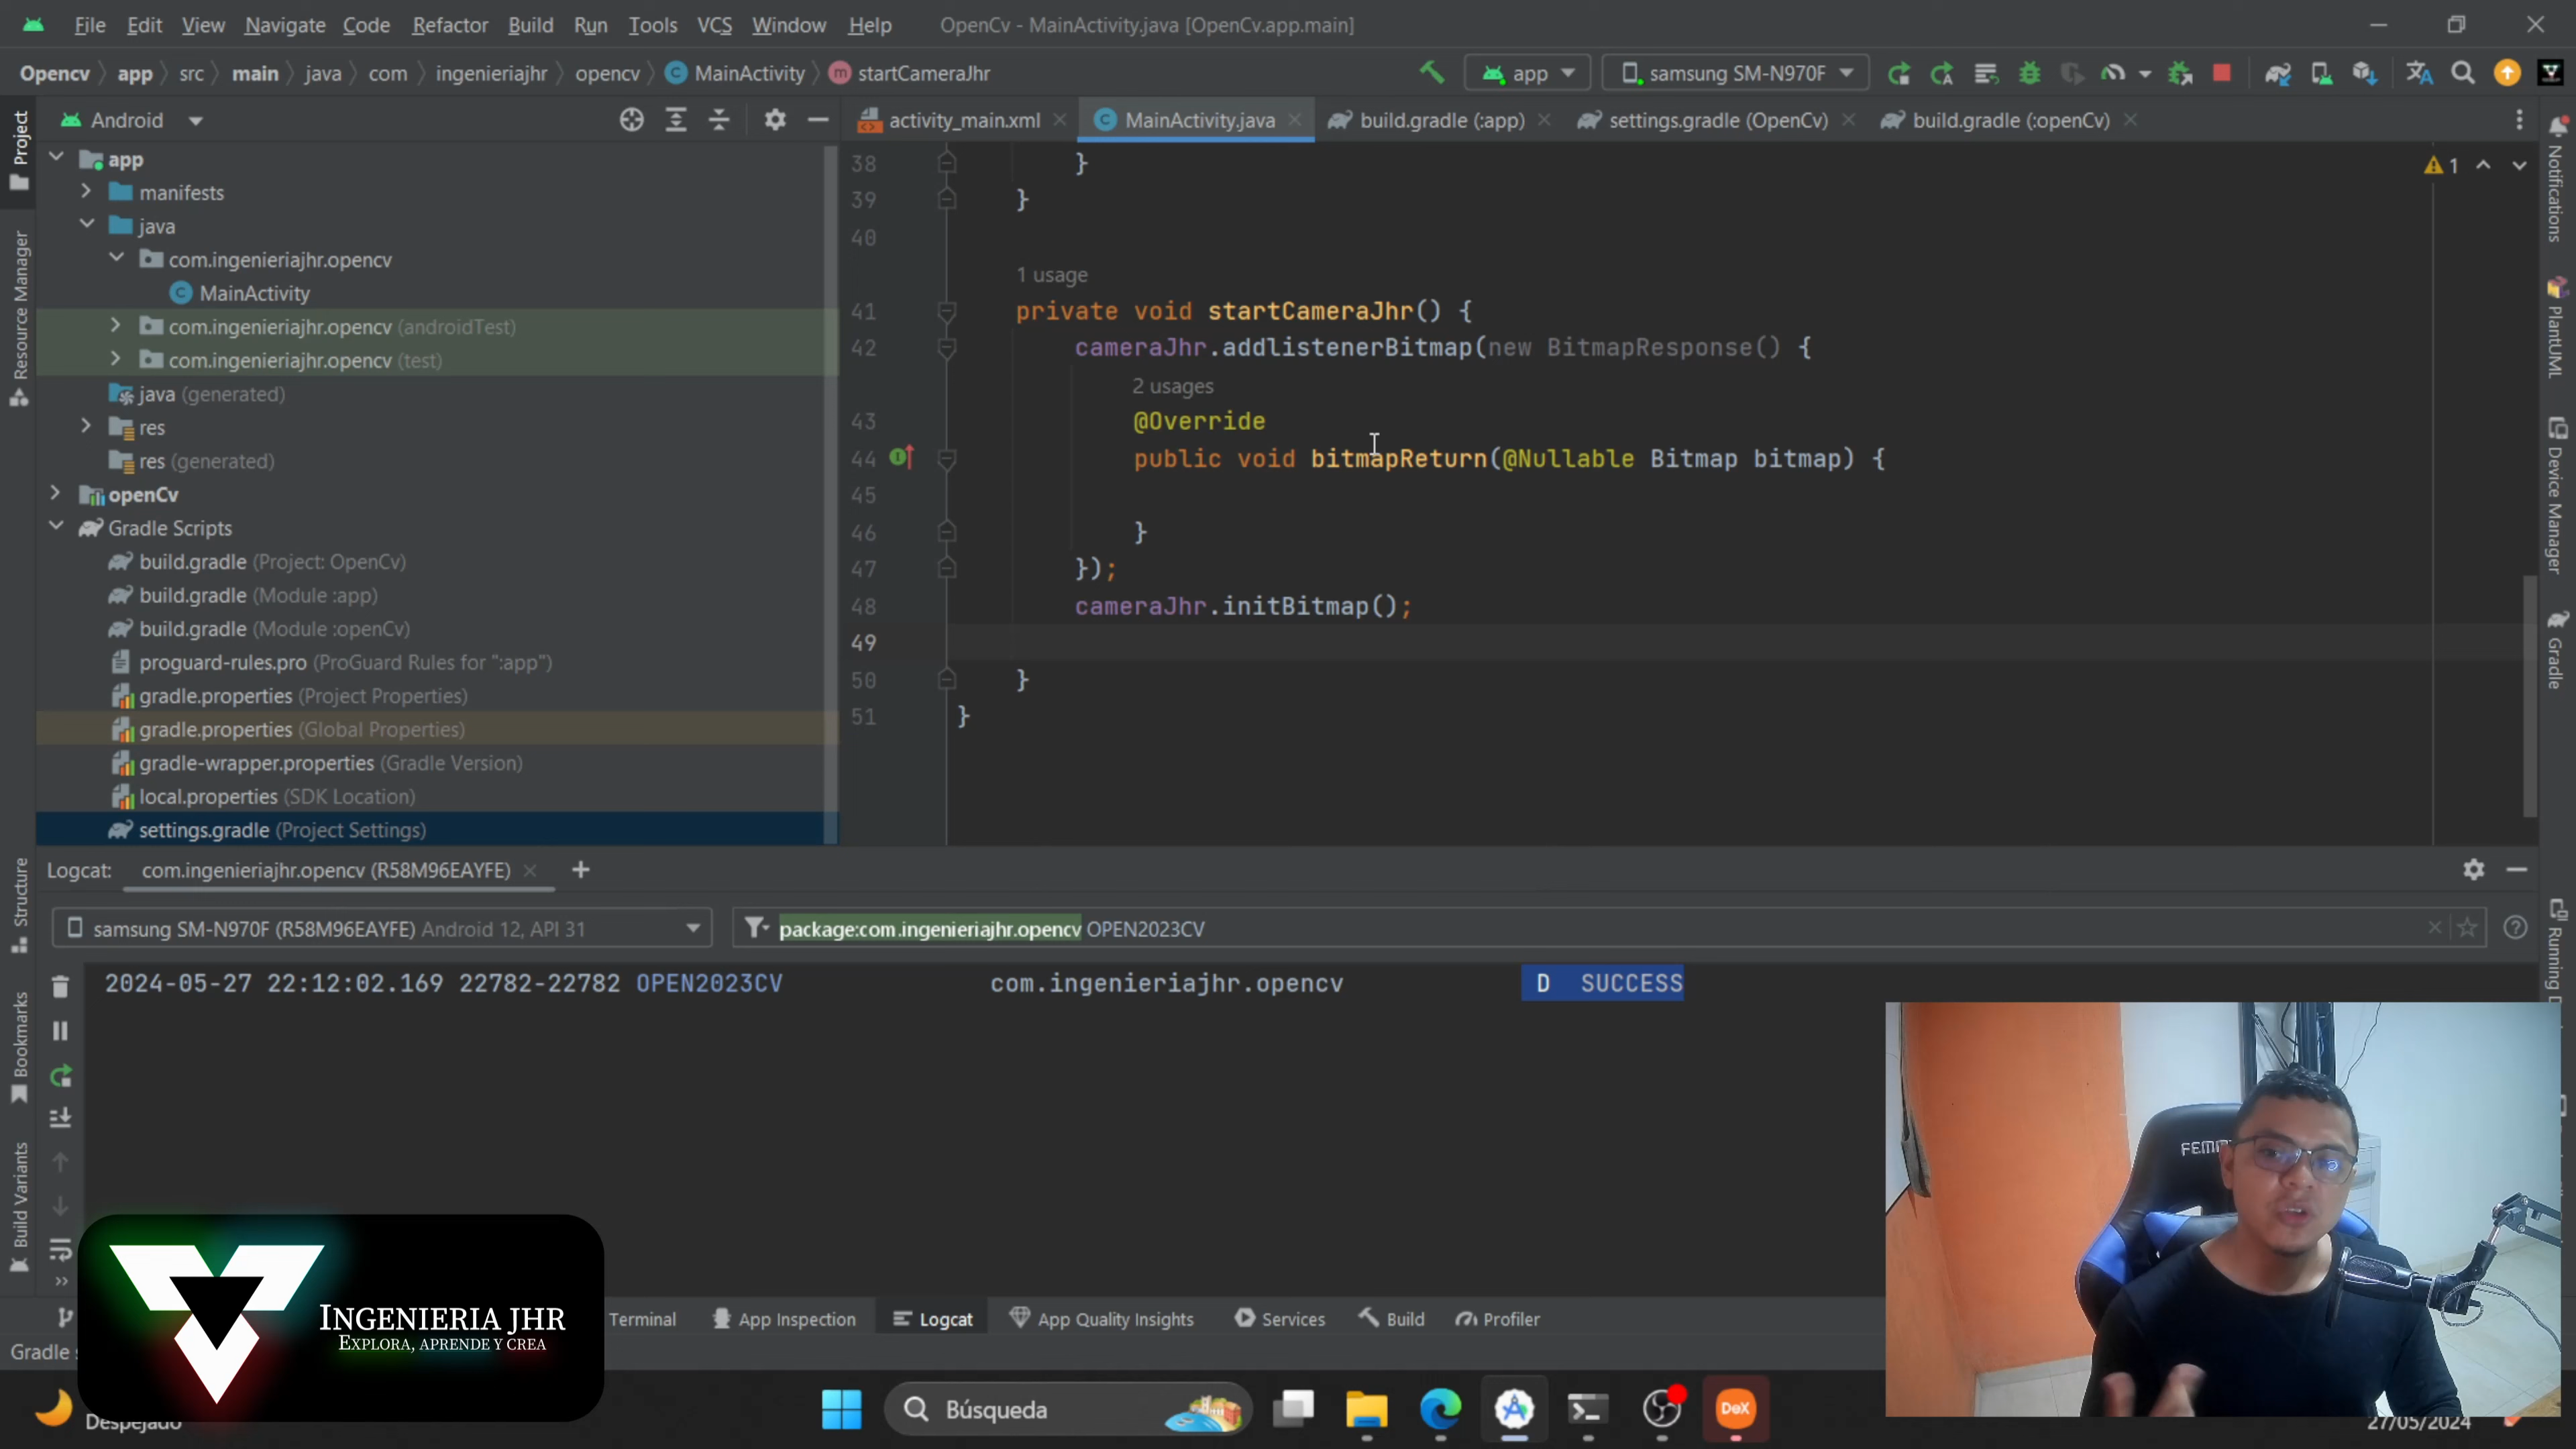 File Edit View Navigate Code Refactor Build Run Tools VCS Window Help OpenCv - MainActivity.java [OpenCv.app.main]
Opencv app src main java com ingenieriajhr opencv MainActivity startCameraJhr app samsung SM-N970F
Android
activity_main.xml MainActivity.java build.gradle (:app) settings.gradle (OpenCv) build.gradle (:openCv)
Project
Resource Manager
Structure
Bookmarks
Build Variants
app
manifests
java
com.ingenieriajhr.opencv
MainActivity
com.ingenieriajhr.opencv (androidTest)
com.ingenieriajhr.opencv (test)
java (generated)
res
res (generated)
openCv
Gradle Scripts
build.gradle (Project: OpenCv)
build.gradle (Module :app)
build.gradle (Module :openCv)
proguard-rules.pro (ProGuard Rules for ":app")
gradle.properties (Project Properties)
gradle.properties (Global Properties)
gradle-wrapper.properties (Gradle Version)
local.properties (SDK Location)
settings.gradle (Project Settings)
1
38 }
39 }
40
1 usage
41 private void startCameraJhr() {
42 cameraJhr.addlistenerBitmap(new BitmapResponse() {
2 usages
43 @Override
44 public void bitmapReturn(@Nullable Bitmap bitmap) {
45
46 }
47 });
48 cameraJhr.initBitmap();
49
50 }
51 }
Notifications
PlantUML
Device Manager
Gradle
Running D
Logcat: com.ingenieriajhr.opencv (R58M96EAYFE)
samsung SM-N970F (R58M96EAYFE) Android 12, API 31 package:com.ingenieriajhr.opencv OPEN2023CV
2024-05-27 22:12:02.169 22782-22782 OPEN2023CV com.ingenieriajhr.opencv D SUCCESS
INGENIERIA JHR
EXPLORA, APRENDE Y CREA
Terminal App Inspection Logcat App Quality Insights Services Build Profiler
Gradle s
Despejado
Búsqueda
DeX
27/05/2024